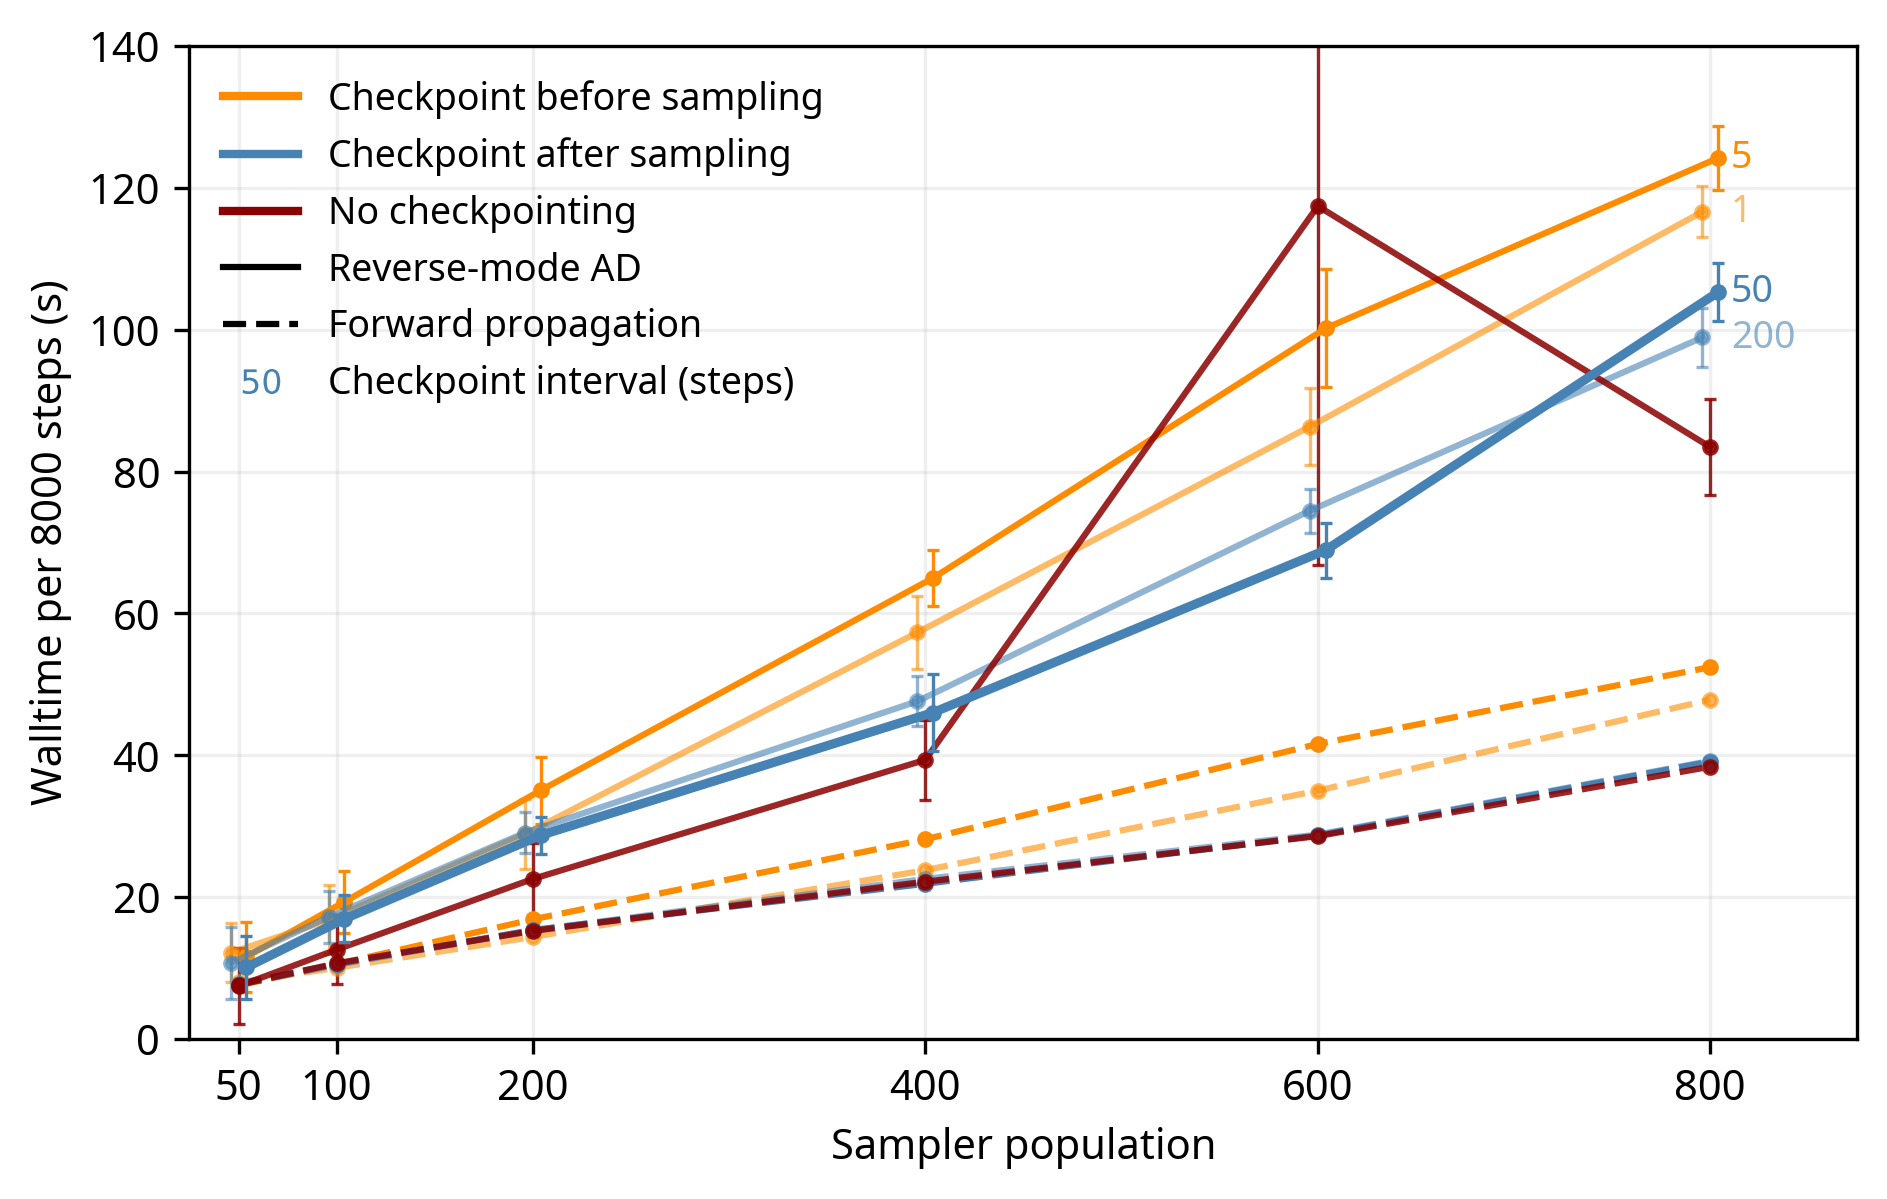 Walltime per 8000 steps (s)
140
120
100
80
60
40
20
0
Checkpoint before sampling
Checkpoint after sampling
No checkpointing
Reverse-mode AD
Forward propagation
50 Checkpoint interval (steps)
5
1
50
200
50 100 200 400 600 800
Sampler population